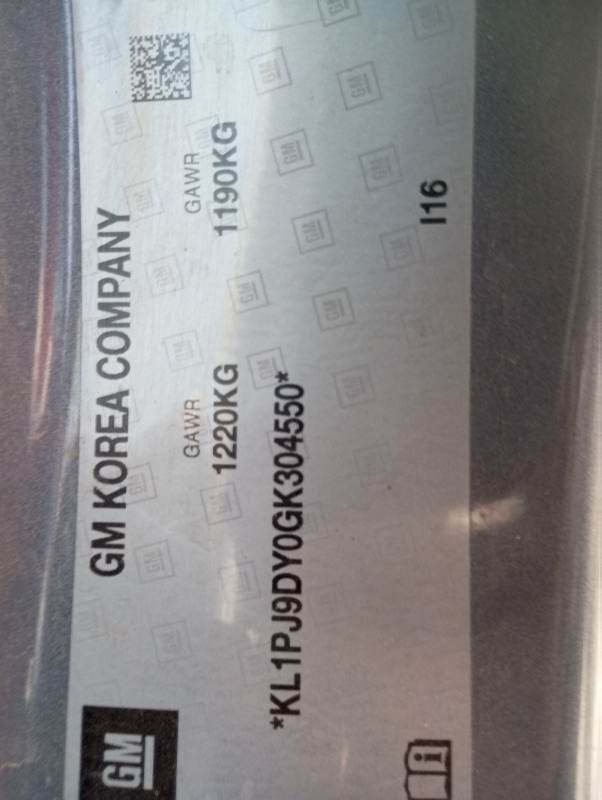 GM
GM KOREA COMPANY
GAWR GAWR
1220KG 1190KG
*KL1PJ9DY0GK304550*
I16